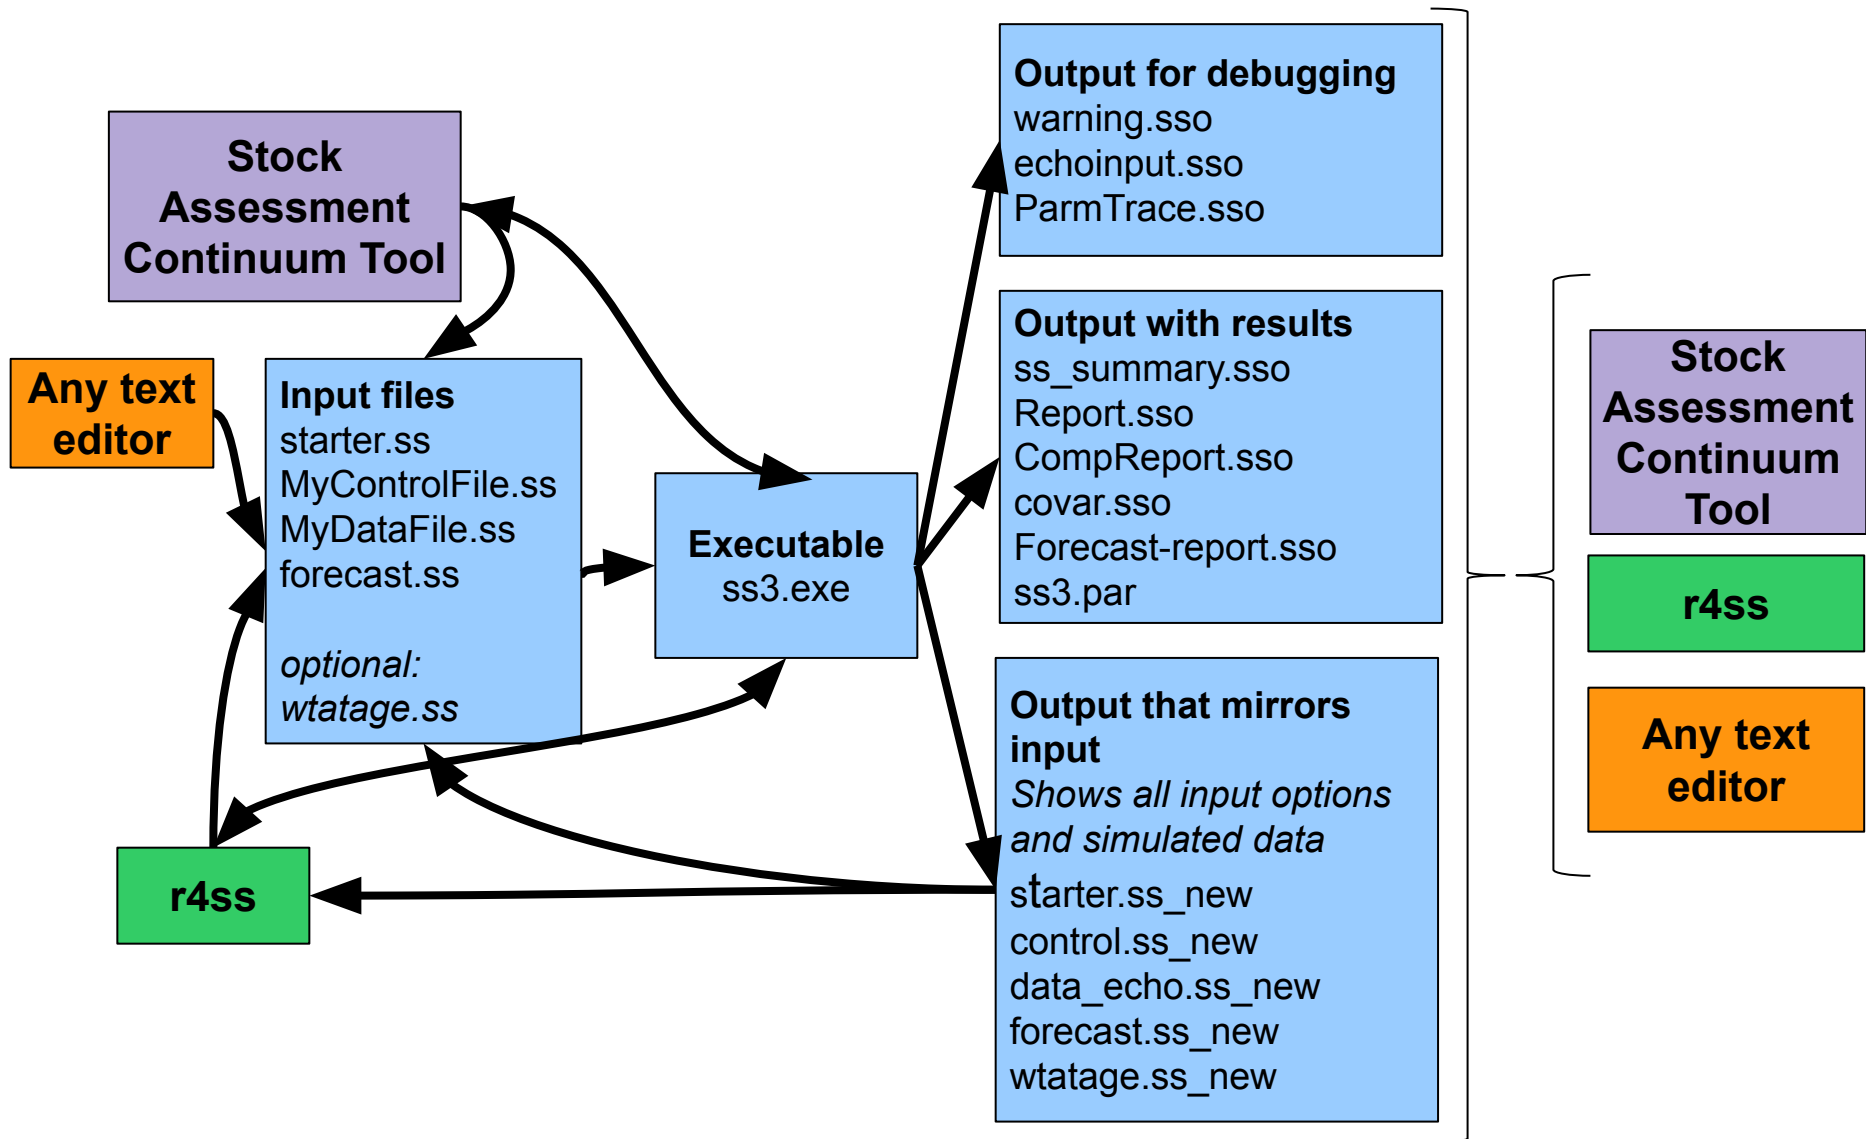 Stock
Assessment
Continuum Tool
Any text
editor
Input files
starter.ss
MyControlFile.ss
MyDataFile.ss
forecast.ss
optional:
wtatage.ss
r4ss
Executable
ss3.exe
Output for debugging
warning.sso
echoinput.sso
ParmTrace.sso
Output with results
ss_summary.sso
Report.sso
CompReport.sso
covar.sso
Forecast-report.sso
ss3.par
Output that mirrors
input
Shows all input options
and simulated data
starter.ss_new
control.ss_new
data_echo.ss_new
forecast.ss_new
wtatage.ss_new
Stock
Assessment
Continuum
Tool
r4ss
Any text
editor